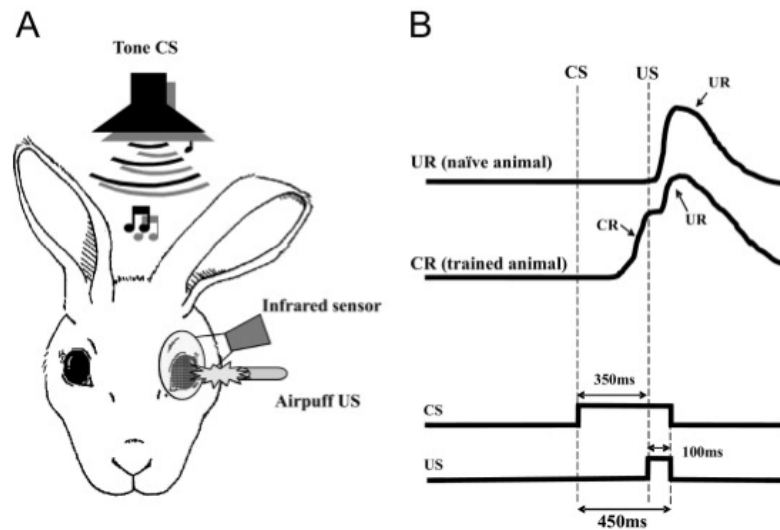 A
Tone CS
Infrared sensor
Airpuff US
B
CS US
UR
UR (naïve animal)
CR
UR
CR (trained animal)
350ms
CS
100ms
US
450ms